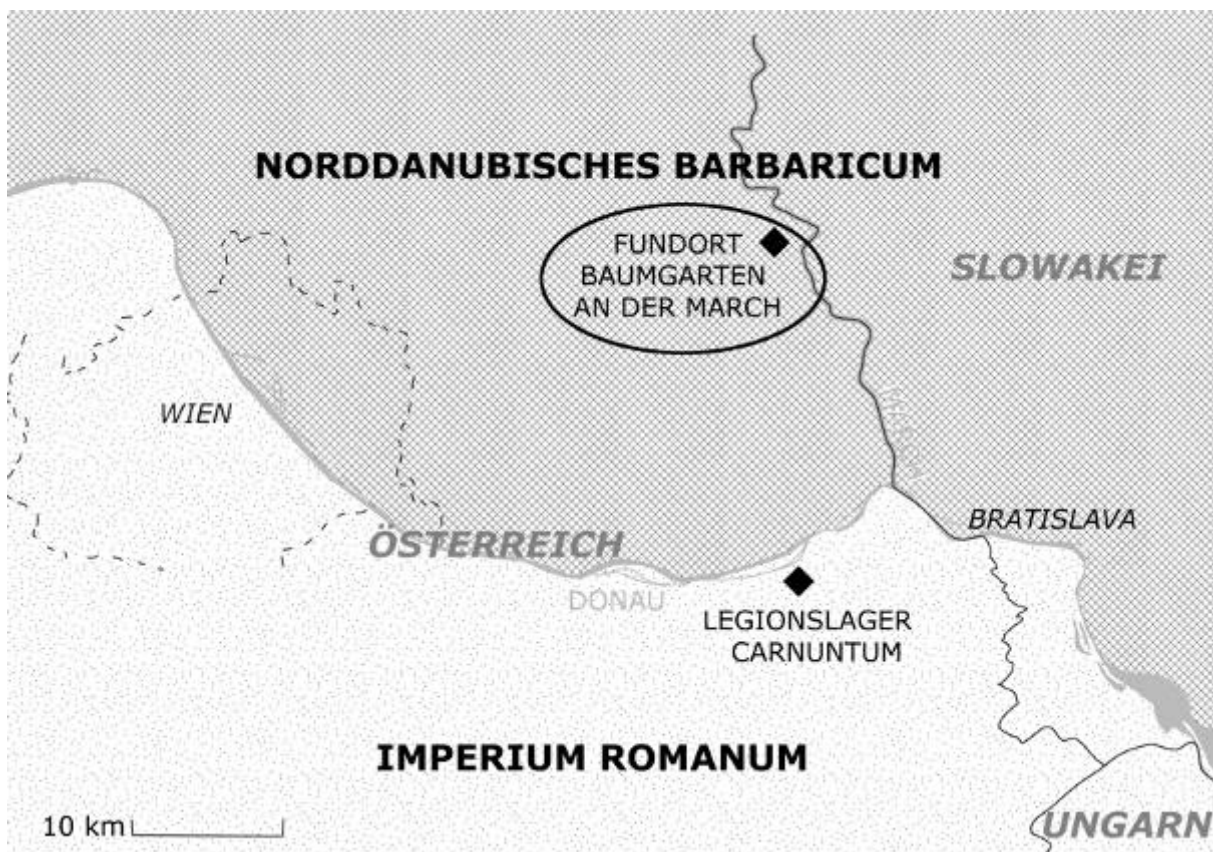 NORDDANUBISCHES BARBARICUM
FUNDORT
BAUMGARTEN
AN DER MARCH
SLOWAKEI
WIEN
MARCH
BRATISLAVA
ÖSTERREICH
DONAU
LEGIONSLAGER
CARNUNTUM
IMPERIUM ROMANUM
10 km
UNGARN